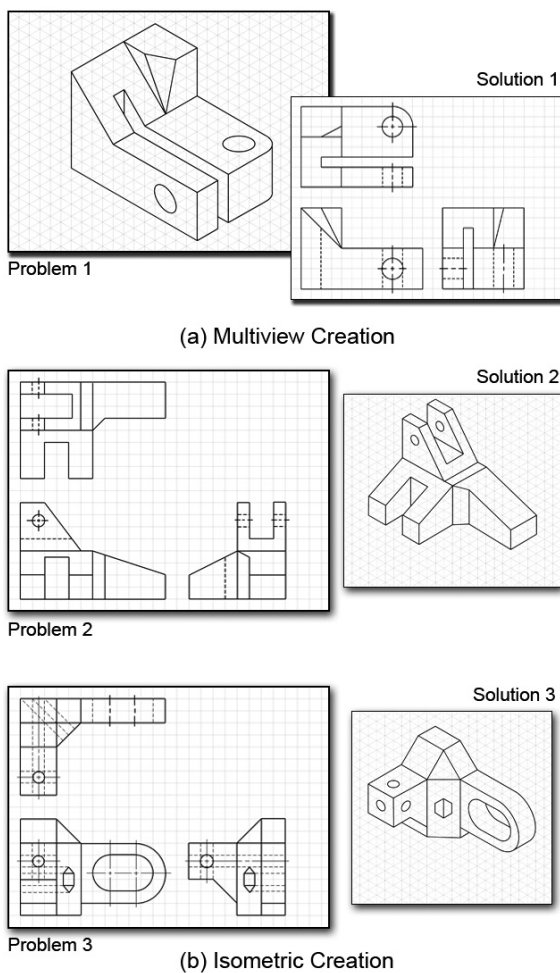 Solution 1
Problem 1
(a) Multiview Creation
Solution 2
Problem 2
Solution 3
Problem 3
(b) Isometric Creation